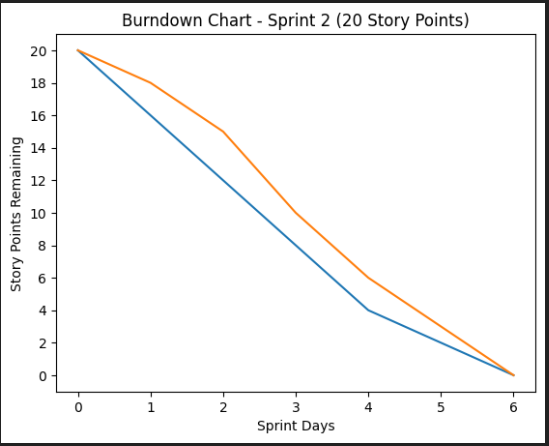 Burndown Chart - Sprint 2 (20 Story Points)
Story Points Remaining
20
18
16
14
12
10
8
6
4
2
0
0 1 2 3 4 5 6
Sprint Days